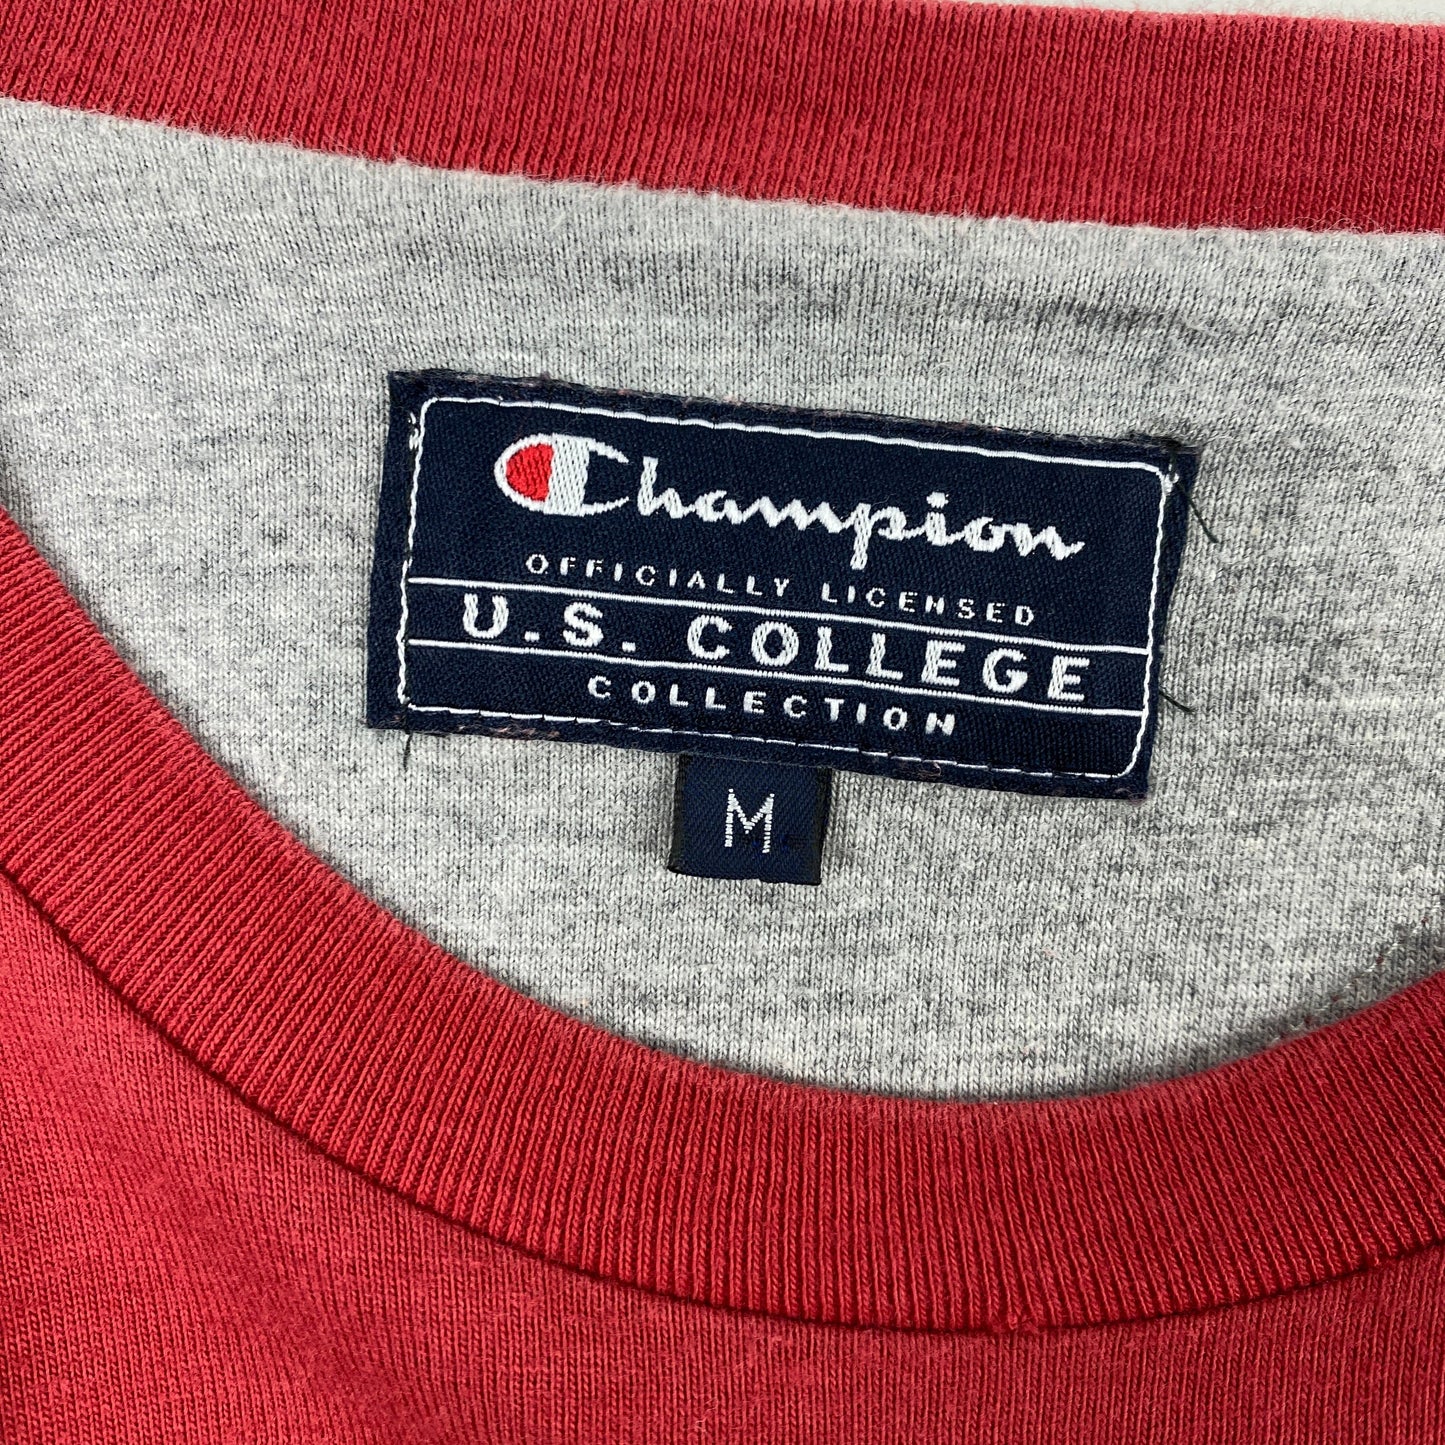 Champion
OFFICIALLY LICENSED
U.S. COLLEGE
COLLECTION
M